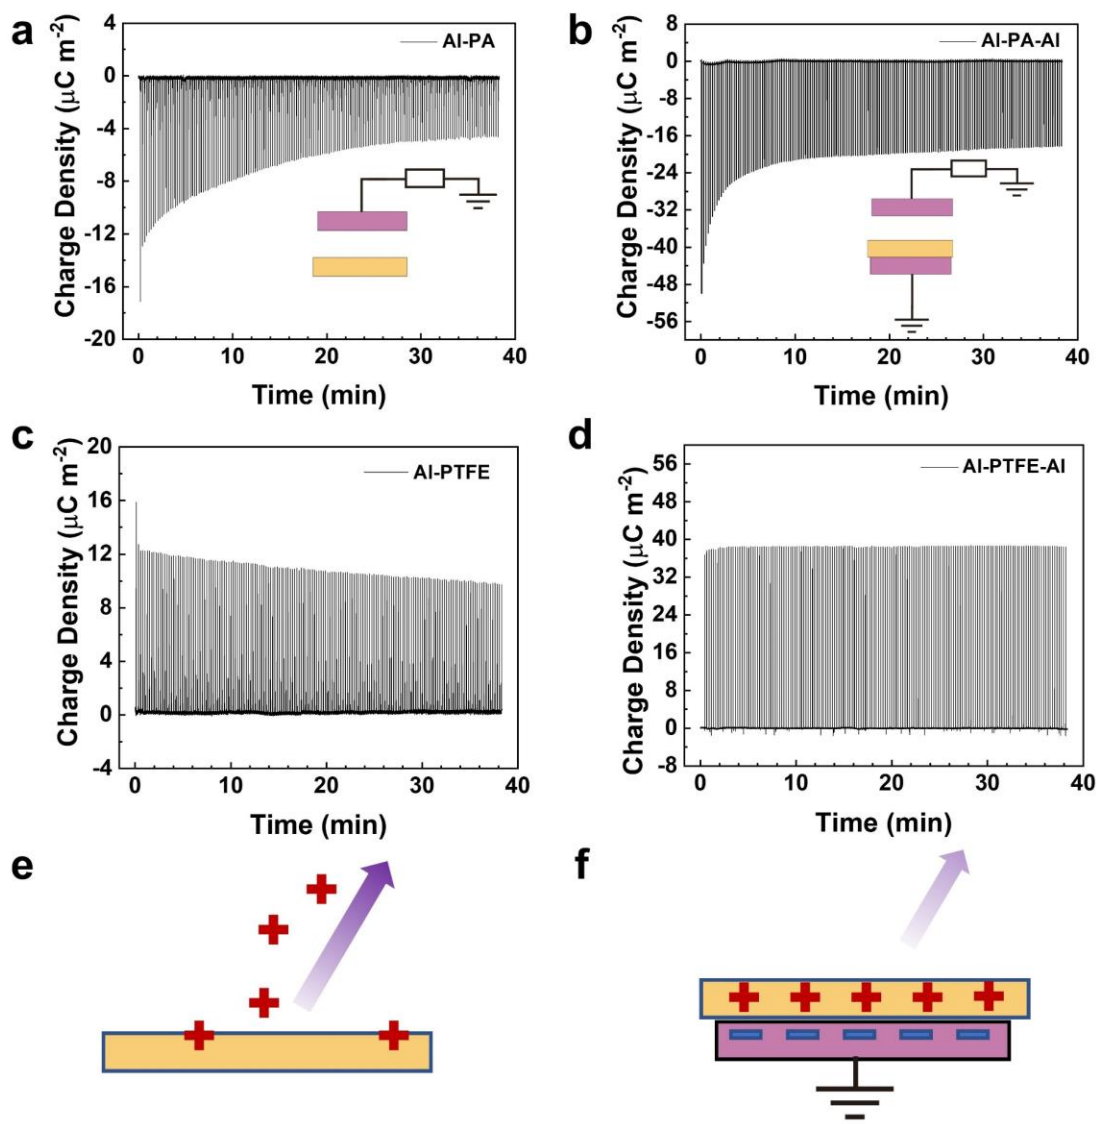 a
Al-PA
4
0
-4
-8
-12
-16
-20
Charge Density (μC m⁻²)
0 10 20 30 40
Time (min)
b
Al-PA-Al
8
0
-8
-16
-24
-32
-40
-48
-56
Charge Density (μC m⁻²)
0 10 20 30 40
Time (min)
c
Al-PTFE
20
16
12
8
4
0
-4
Charge Density (μC m⁻²)
0 10 20 30 40
Time (min)
d
Al-PTFE-Al
56
48
40
32
24
16
8
0
-8
Charge Density (μC m⁻²)
0 10 20 30 40
Time (min)
e
f